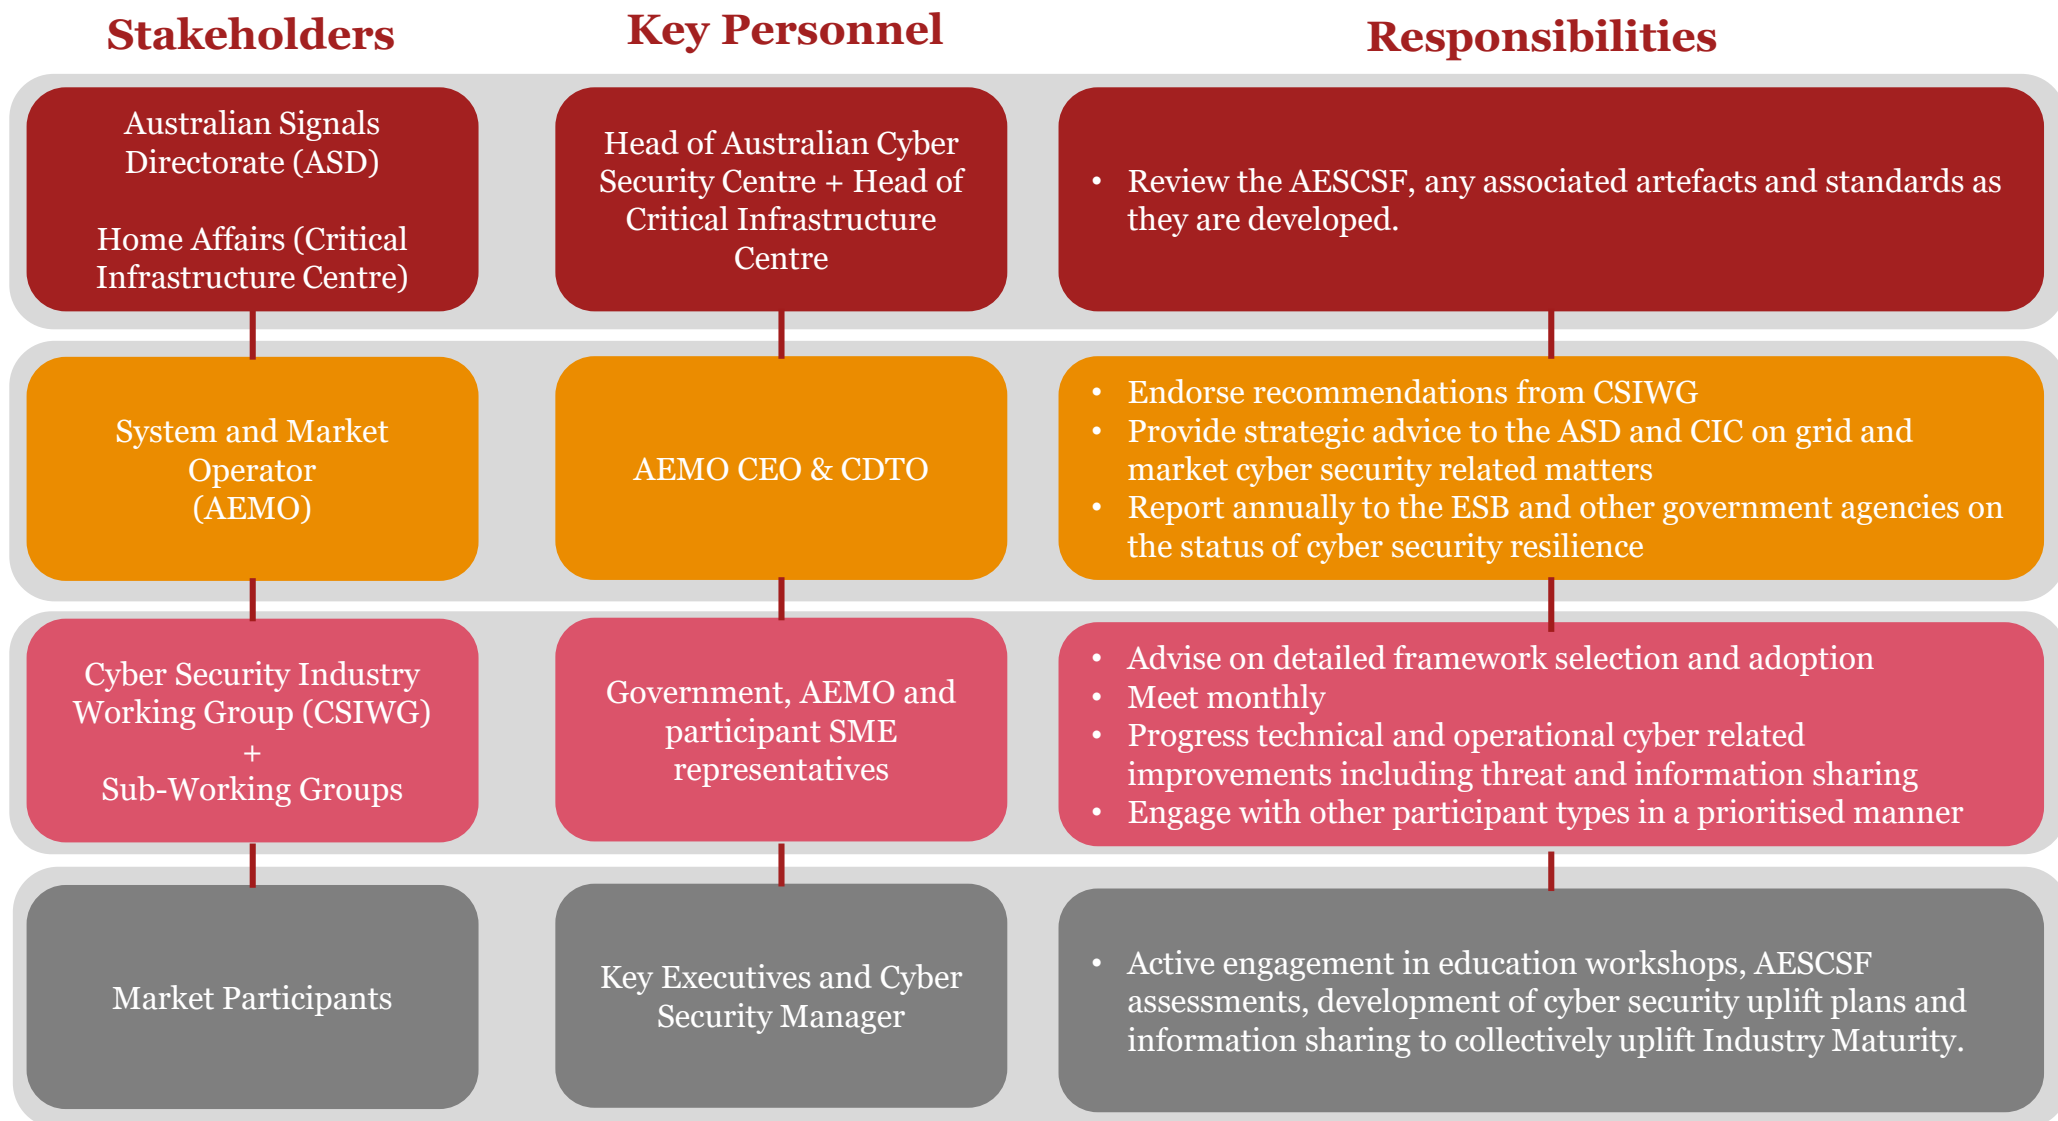 Stakeholders
Key Personnel
Responsibilities
Australian Signals
Directorate (ASD)
Home Affairs (Critical
Infrastructure Centre)
Head of Australian Cyber
Security Centre + Head of
Critical Infrastructure
Centre
• Review the AESCSF, any associated artefacts and standards as
they are developed.
System and Market
Operator
(AEMO)
AEMO CEO & CDTO
• Endorse recommendations from CSIWG
• Provide strategic advice to the ASD and CIC on grid and
market cyber security related matters
• Report annually to the ESB and other government agencies on
the status of cyber security resilience
Cyber Security Industry
Working Group (CSIWG)
+
Sub-Working Groups
Government, AEMO and
participant SME
representatives
• Advise on detailed framework selection and adoption
• Meet monthly
• Progress technical and operational cyber related
improvements including threat and information sharing
• Engage with other participant types in a prioritised manner
Market Participants
Key Executives and Cyber
Security Manager
• Active engagement in education workshops, AESCSF
assessments, development of cyber security uplift plans and
information sharing to collectively uplift Industry Maturity.